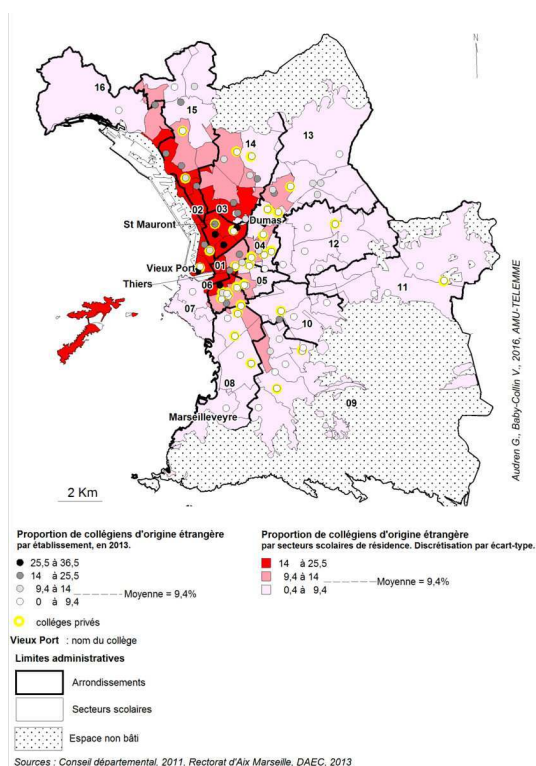 N
16
15
14
13
02
03
St Mauront
Dumas
04
12
Vieux Port
01
Thiers
05
11
06
07
10
08
09
Marseilleveyre
2 Km
Audren G., Baby-Collin V., 2016, AMU-TELEMME
Proportion de collégiens d'origine étrangère
par établissement, en 2013.
25,5 à 36,5
14 à 25,5
9,4 à 14
Moyenne = 9,4%
0 à 9,4
collèges privés
Vieux Port : nom du collège
Proportion de collégiens d'origine étrangère
par secteurs scolaires de résidence. Discrétisation par écart-type.
14 à 25,5
9,4 à 14
Moyenne = 9,4%
0,4 à 9,4
Limites administratives
Arrondissements
Secteurs scolaires
Espace non bâti
Sources : Conseil départemental, 2011, Rectorat d'Aix Marseille, DAEC, 2013